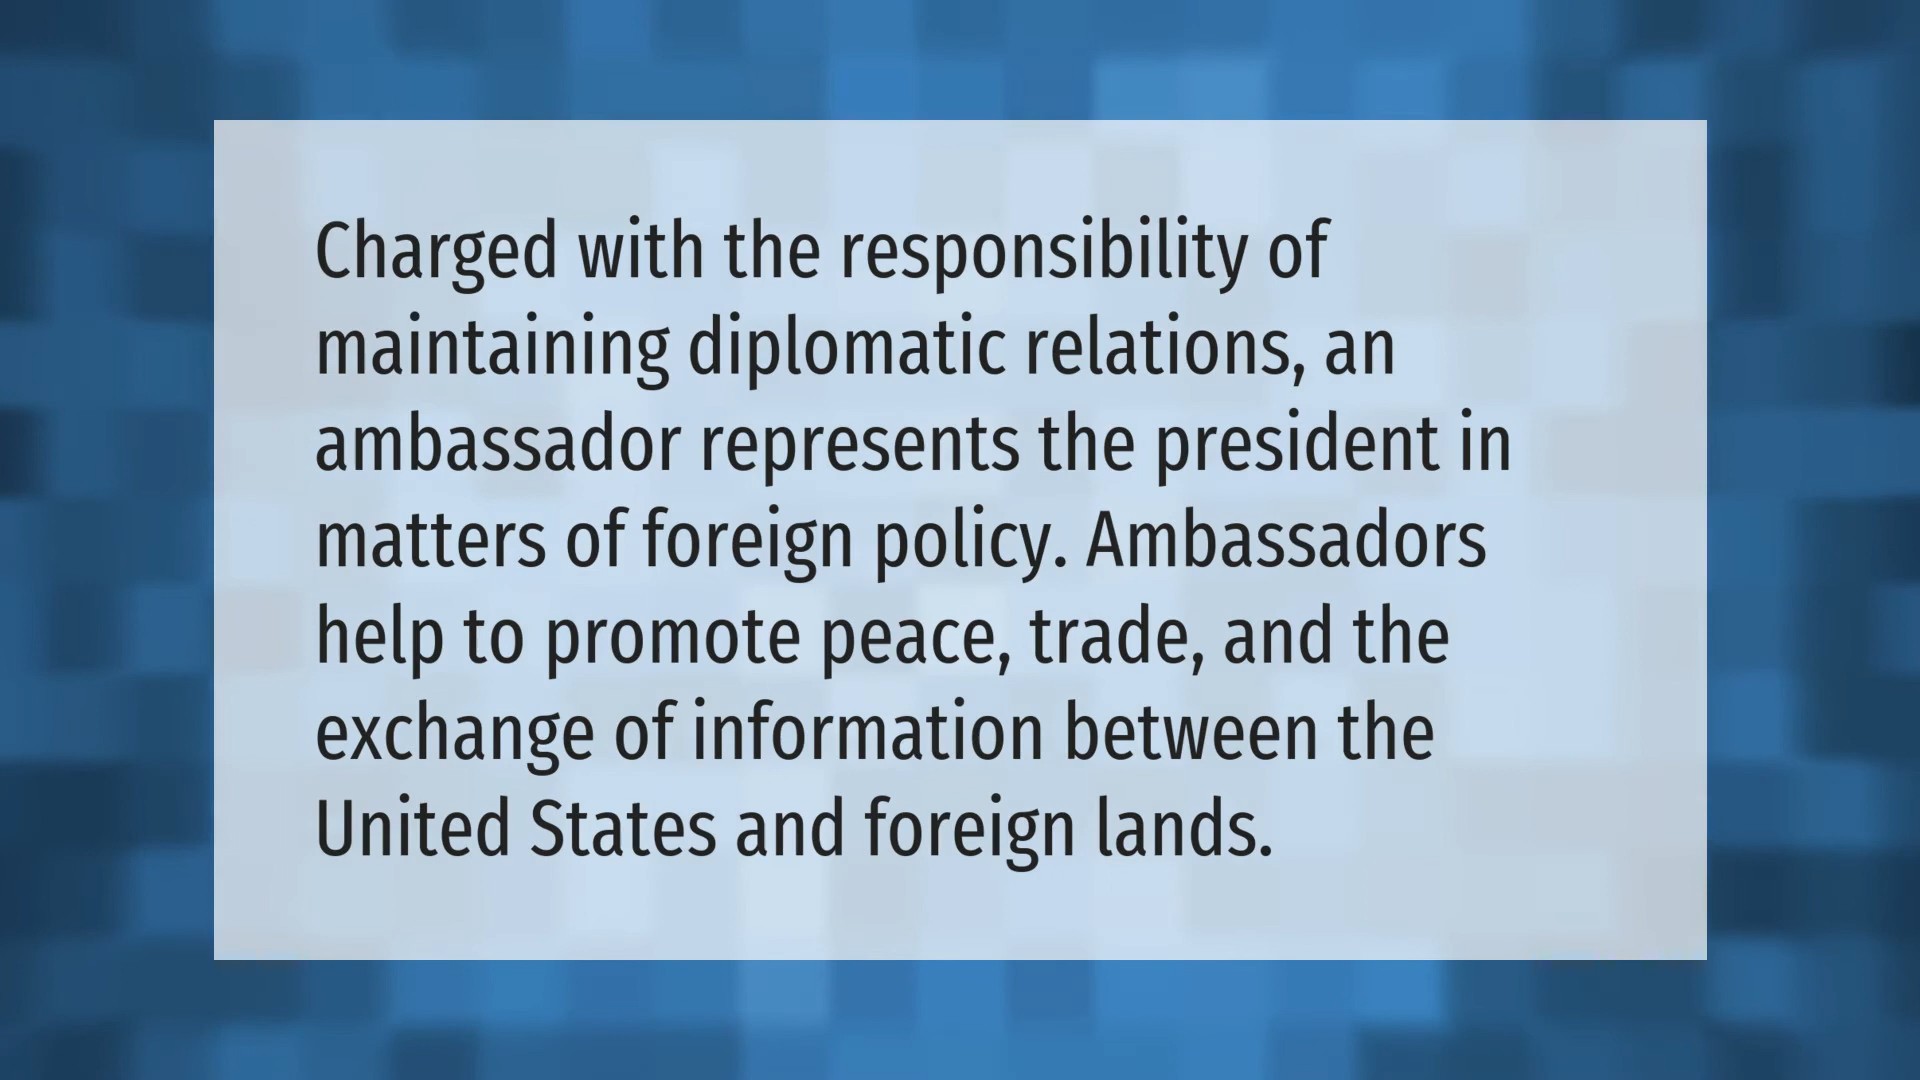 Charged with the responsibility of
maintaining diplomatic relations, an
ambassador represents the president in
matters of foreign policy. Ambassadors
help to promote peace, trade, and the
exchange of information between the
United States and foreign lands.